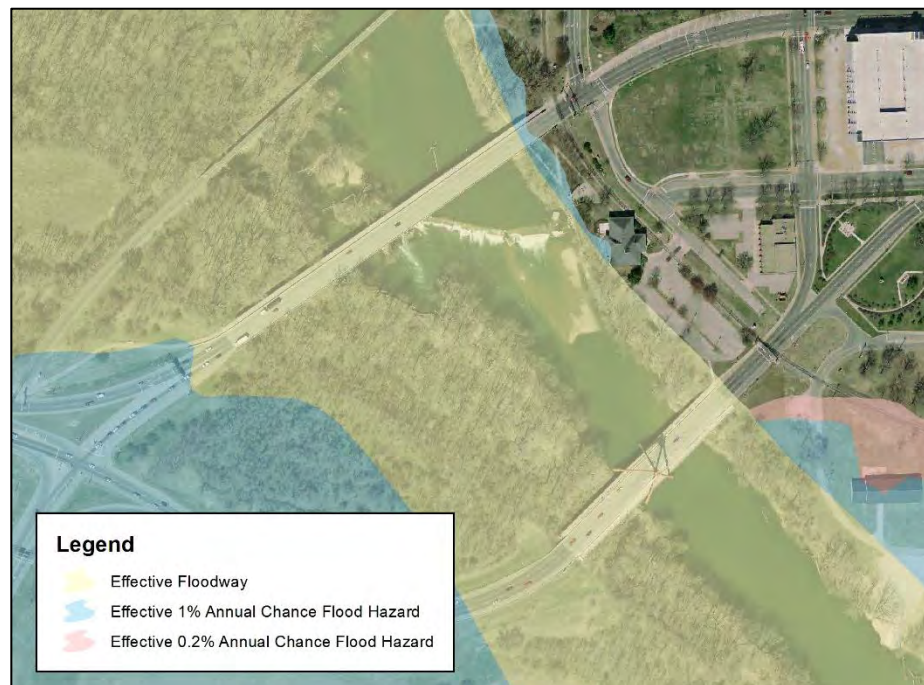 Legend
Effective Floodway
Effective 1% Annual Chance Flood Hazard
Effective 0.2% Annual Chance Flood Hazard